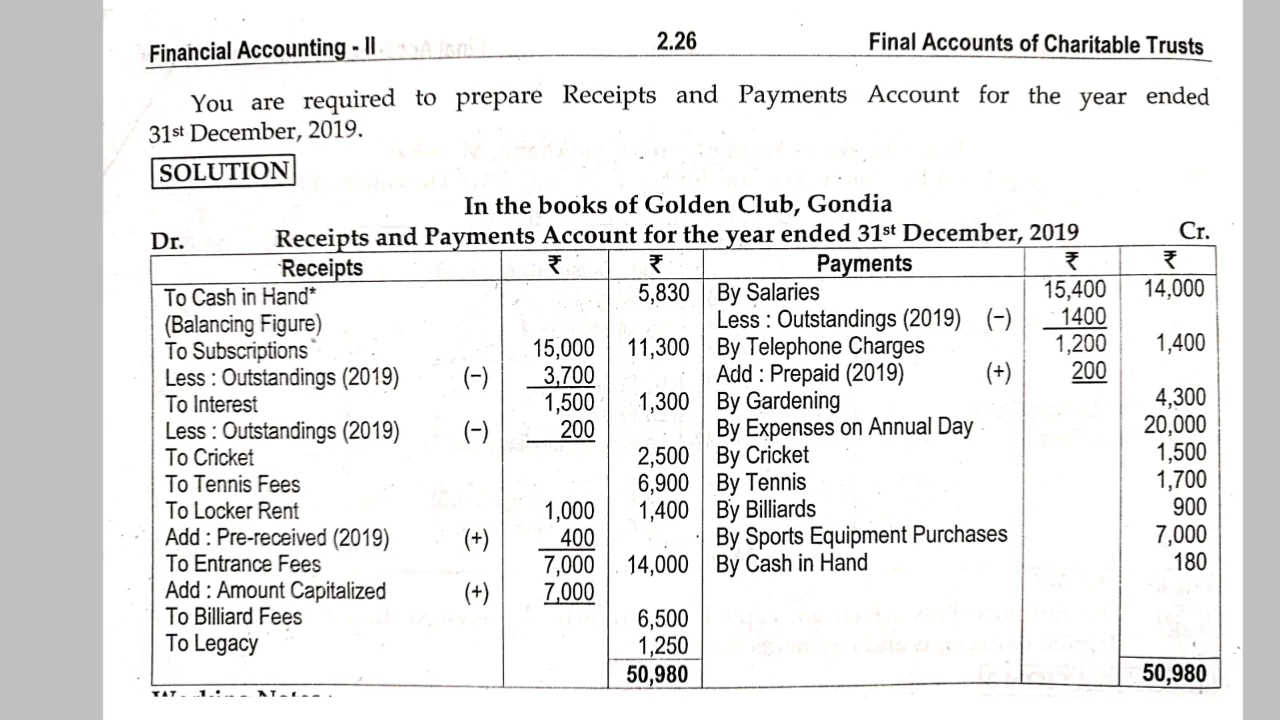 Financial Accounting - II 2.26 Final Accounts of Charitable Trusts
You are required to prepare Receipts and Payments Account for the year ended
31st December, 2019.
SOLUTION
In the books of Golden Club, Gondia
Dr. Receipts and Payments Account for the year ended 31st December, 2019 Cr.
Receipts ₹ ₹ Payments ₹ ₹
To Cash in Hand* 5,830 By Salaries 15,400 14,000
(Balancing Figure) Less : Outstandings (2019) (-) 1400
To Subscriptions 15,000 11,300 By Telephone Charges 1,200 1,400
Less : Outstandings (2019) (-) 3,700 Add : Prepaid (2019) (+) 200
To Interest 1,500 1,300 By Gardening 4,300
Less : Outstandings (2019) (-) 200 By Expenses on Annual Day 20,000
To Cricket 2,500 By Cricket 1,500
To Tennis Fees 6,900 By Tennis 1,700
To Locker Rent 1,000 1,400 By Billiards 900
Add : Pre-received (2019) (+) 400 By Sports Equipment Purchases 7,000
To Entrance Fees 7,000 14,000 By Cash in Hand 180
Add : Amount Capitalized (+) 7,000
To Billiard Fees 6,500
To Legacy 1,250
50,980 50,980